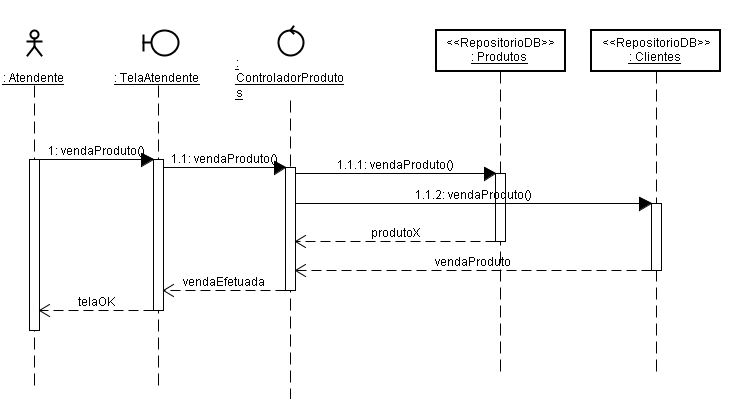 <<RepositorioDB>>
: Produtos
<<RepositorioDB>>
: Clientes
: Atendente
: TelaAtendente
:
ControladorProduto
s
1: vendaProduto()
1.1: vendaProduto()
1.1.1: vendaProduto()
1.1.2: vendaProduto()
produtoX
vendaProduto
vendaEfetuada
telaOK